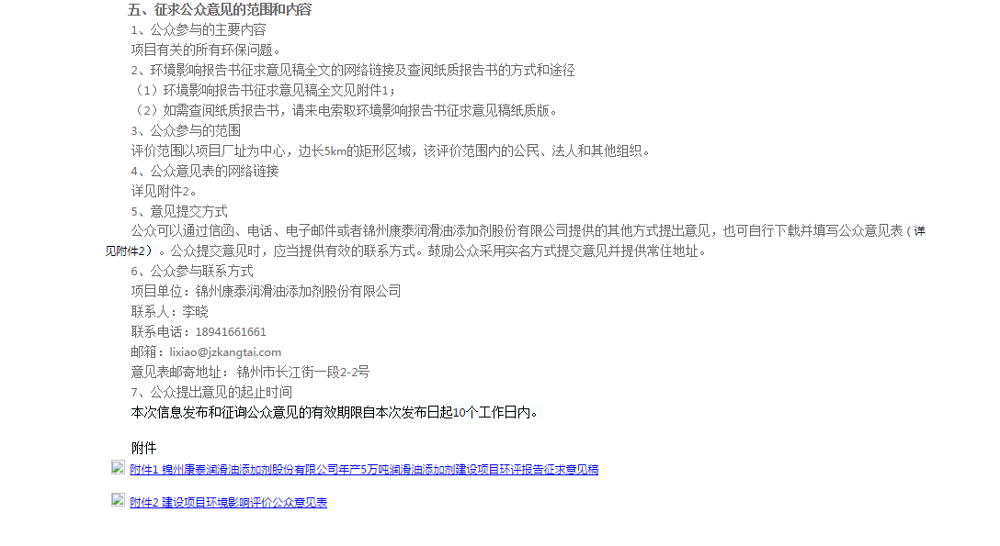 五、征求公众意见的范围和内容
1、公众参与的主要内容
项目有关的所有环保问题。
2、环境影响报告书征求意见稿全文的网络链接及查阅纸质报告书的方式和途径
（1）环境影响报告书征求意见稿全文见附件1；
（2）如需查阅纸质报告书，请来电索取环境影响报告书征求意见稿纸质版。
3、公众参与的范围
评价范围以项目厂址为中心，边长5km的矩形区域，该评价范围内的公民、法人和其他组织。
4、公众意见表的网络链接
详见附件2。
5、意见提交方式
公众可以通过信函、电话、电子邮件或者锦州康泰润滑油添加剂股份有限公司提供的其他方式提出意见，也可自行下载并填写公众意见表（详
见附件2）。公众提交意见时，应当提供有效的联系方式。鼓励公众采用实名方式提交意见并提供常住地址。
6、公众参与联系方式
项目单位：锦州康泰润滑油添加剂股份有限公司
联系人：李晓
联系电话：18941661661
邮箱：lixiao@jzkangtai.com
意见表邮寄地址： 锦州市长江街一段2-2号
7、公众提出意见的起止时间
本次信息发布和征询公众意见的有效期限自本次发布日起10个工作日内。
附件
附件1 锦州康泰润滑油添加剂股份有限公司年产5万吨润滑油添加剂建设项目环评报告征求意见稿
附件2 建设项目环境影响评价公众意见表